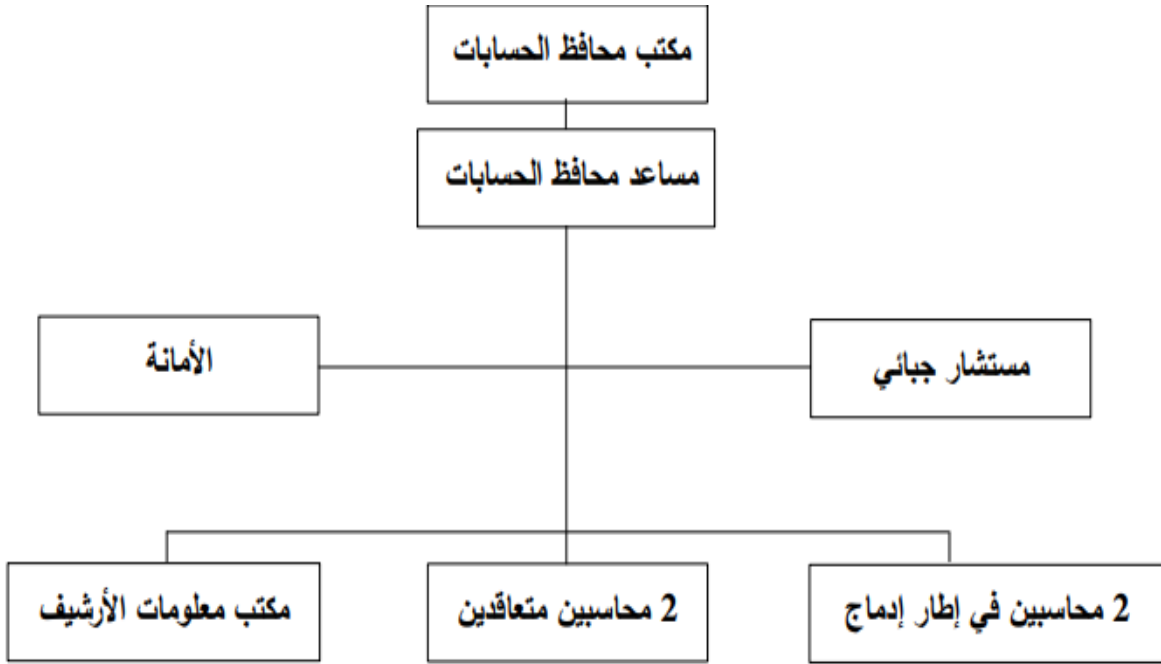 مكتب محافظ الحسابات
مساعد محافظ الحسابات
مستشار جبائي
الأمانة
2 محاسبين في إطار إدماج
2 محاسبين متعاقدين
مكتب معلومات الأرشيف